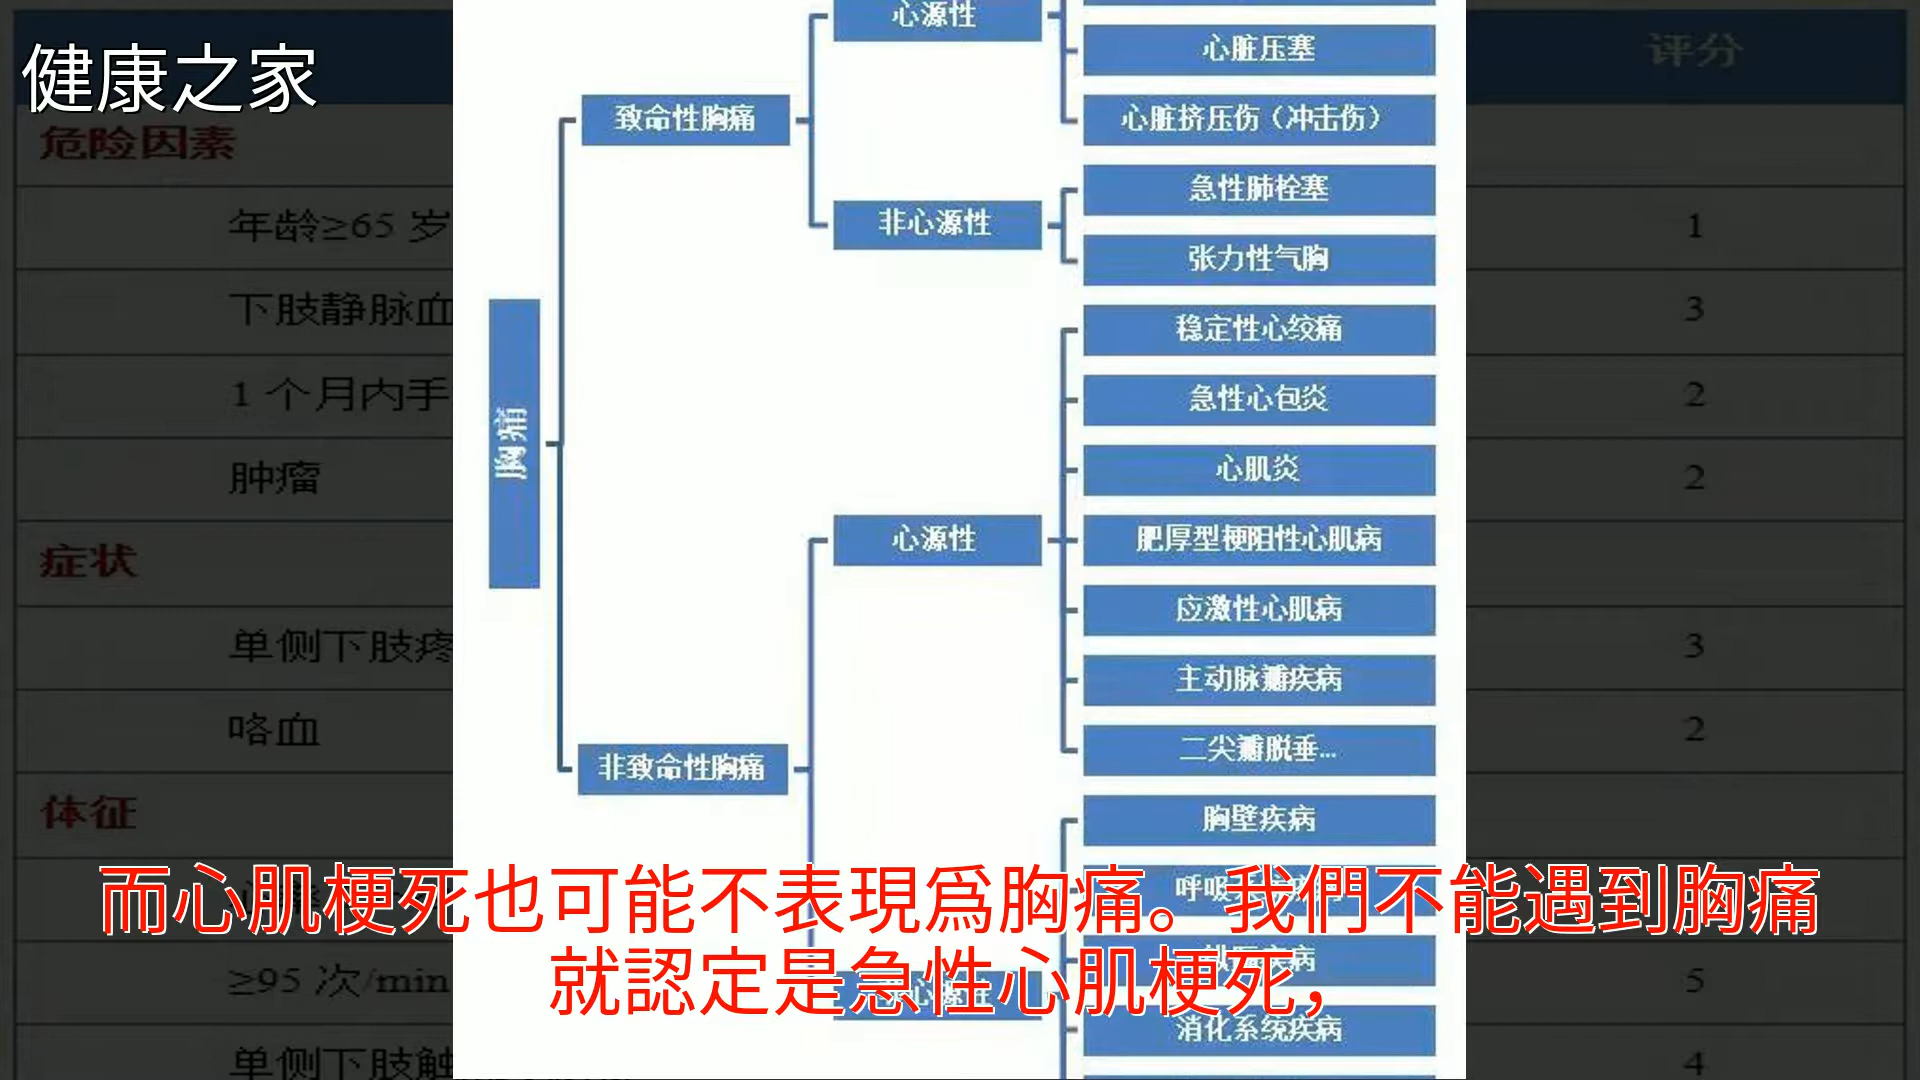 健康之家
评分
危险因素
年龄≥65 岁
1
下肢静脉血
3
1 个月内手
2
肿瘤
2
症状
单侧下肢疼
3
咯血
2
体征
≥95 次/min
5
单侧下肢触
4
胸痛
致命性胸痛
心源性
心脏压塞
心脏挤压伤（冲击伤）
非心源性
急性肺栓塞
张力性气胸
非致命性胸痛
心源性
稳定性心绞痛
急性心包炎
心肌炎
肥厚型梗阻性心肌病
应激性心肌病
主动脉瓣疾病
二尖瓣脱垂...
胸壁疾病
消化系统疾病
而心肌梗死也可能不表現爲胸痛。我們不能遇到胸痛
就認定是急性心肌梗死，